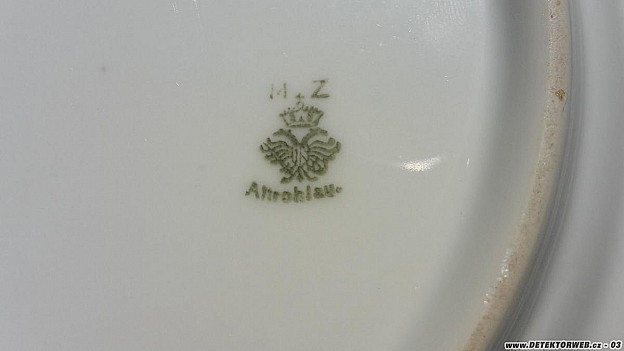 M Z
Altrohlau
www.DETEKTORWEB.cz - 03